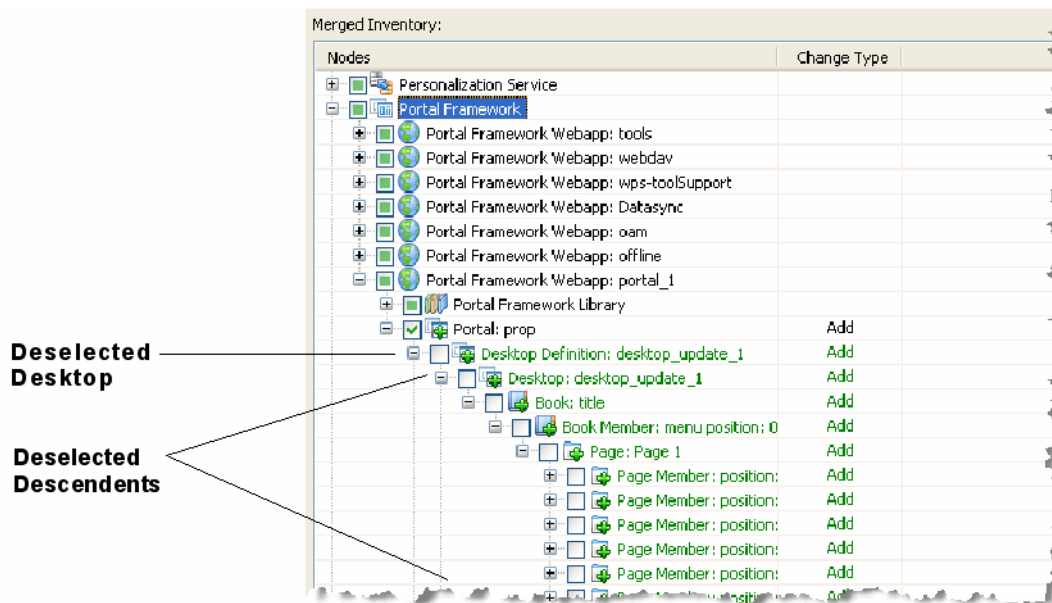 Merged Inventory:
Nodes Change Type
Personalization Service
Portal Framework
Portal Framework Webapp: tools
Portal Framework Webapp: webdav
Portal Framework Webapp: wps-toolSupport
Portal Framework Webapp: Datasync
Portal Framework Webapp: oam
Portal Framework Webapp: offline
Portal Framework Webapp: portal_1
Portal Framework Library
Portal: prop Add
Deselected
Desktop
Desktop Definition: desktop_update_1 Add
Desktop: desktop_update_1 Add
Book: title Add
Book Member: menu position: 0 Add
Deselected
Descendents
Page: Page 1 Add
Page Member: position: Add
Page Member: position: Add
Page Member: position: Add
Page Member: position: Add
Page Member: position: Add